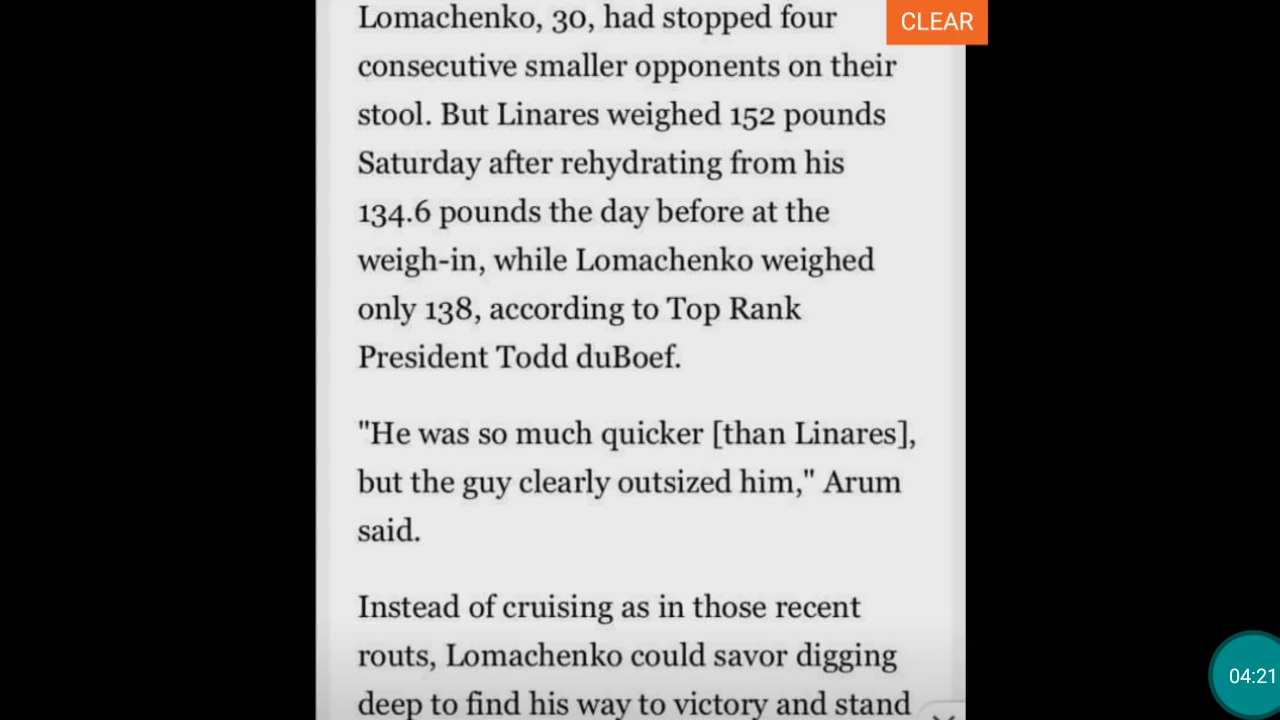 Lomachenko, 30, had stopped four
CLEAR
consecutive smaller opponents on their
stool. But Linares weighed 152 pounds
Saturday after rehydrating from his
134.6 pounds the day before at the
weigh-in, while Lomachenko weighed
only 138, according to Top Rank
President Todd duBoef.
"He was so much quicker [than Linares],
but the guy clearly outsized him," Arum
said.
Instead of cruising as in those recent
routs, Lomachenko could savor digging
deep to find his way to victory and stand
04:21